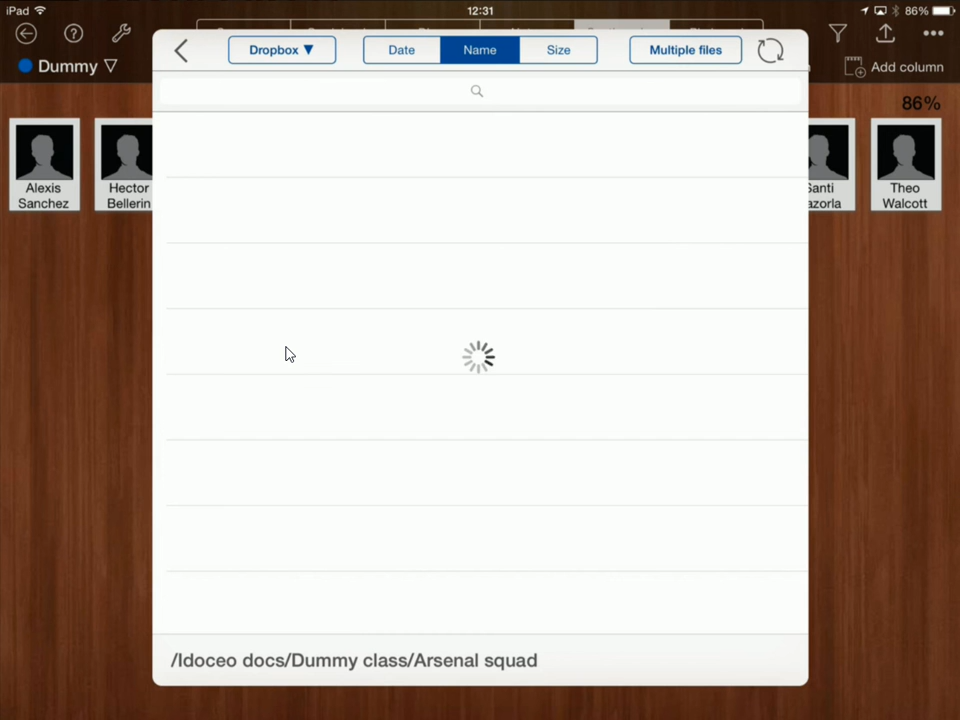 iPad 12:31 86%
Dropbox ▼ Date Name Size Multiple files
Dummy ▽ Add column
86%
Alexis
Sanchez
Hector
Bellerin
Santi
azorla
Theo
Walcott
/Idoceo docs/Dummy class/Arsenal squad